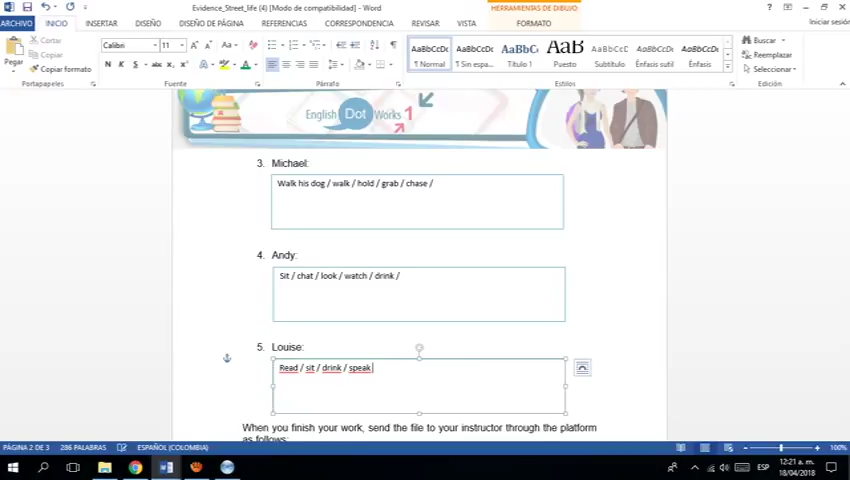 Evidence_Street_life (4) [Modo de compatibilidad] - Word
HERRAMIENTAS DE DIBUJO
ARCHIVO INICIO INSERTAR DISEÑO DISEÑO DE PÁGINA REFERENCIAS CORRESPONDENCIA REVISAR VISTA FORMATO Iniciar sesión
Pegar
Cortar
Copiar
Copiar formato
Portapapeles
Calibri 11
Fuente
Párrafo
AaBbCcDc AaBbCcDc AaBbCc AaB AaBbCcC AaBbCcDc AaBbCcDc
¶ Normal ¶ Sin espa... Título 1 Puesto Subtítulo Énfasis sutil Énfasis
Estilos
Buscar
Reemplazar
Seleccionar
Edición
English Dot Works 1
3. Michael:
Walk his dog / walk / hold / grab / chase /
4. Andy:
Sit / chat / look / watch / drink /
5. Louise:
Read / sit / drink / speak
When you finish your work, send the file to your instructor through the platform
as follows:
PÁGINA 2 DE 3 286 PALABRAS ESPAÑOL (COLOMBIA) 100%
ESP
12:21 a. m.
18/04/2018